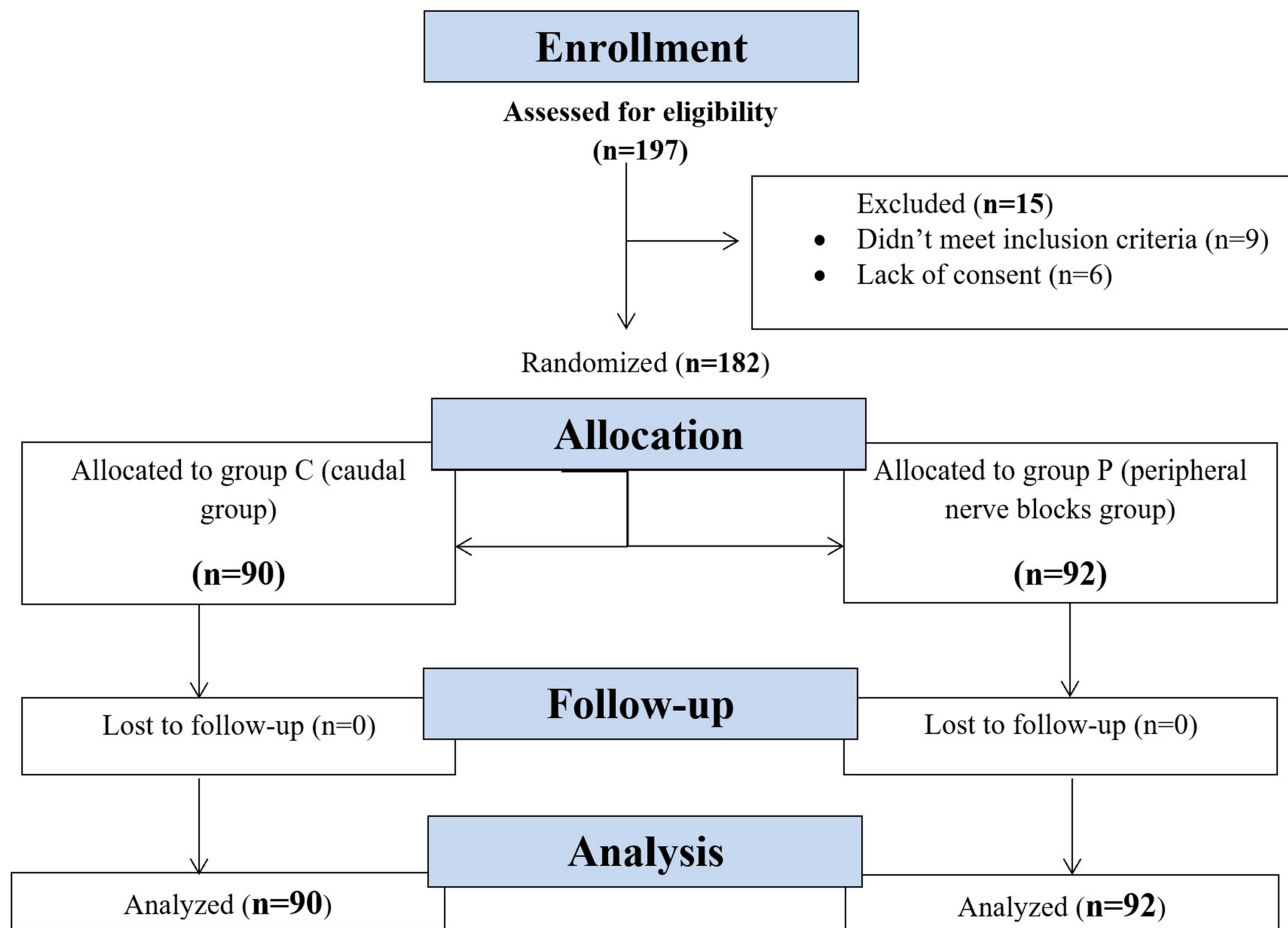 Enrollment
Assessed for eligibility
(n=197)
Excluded (n=15)
• Didn’t meet inclusion criteria (n=9)
• Lack of consent (n=6)
Randomized (n=182)
Allocation
Allocated to group C (caudal
group)
(n=90)
Allocated to group P (peripheral
nerve blocks group)
(n=92)
Follow-up
Lost to follow-up (n=0)
Lost to follow-up (n=0)
Analysis
Analyzed (n=90)
Analyzed (n=92)